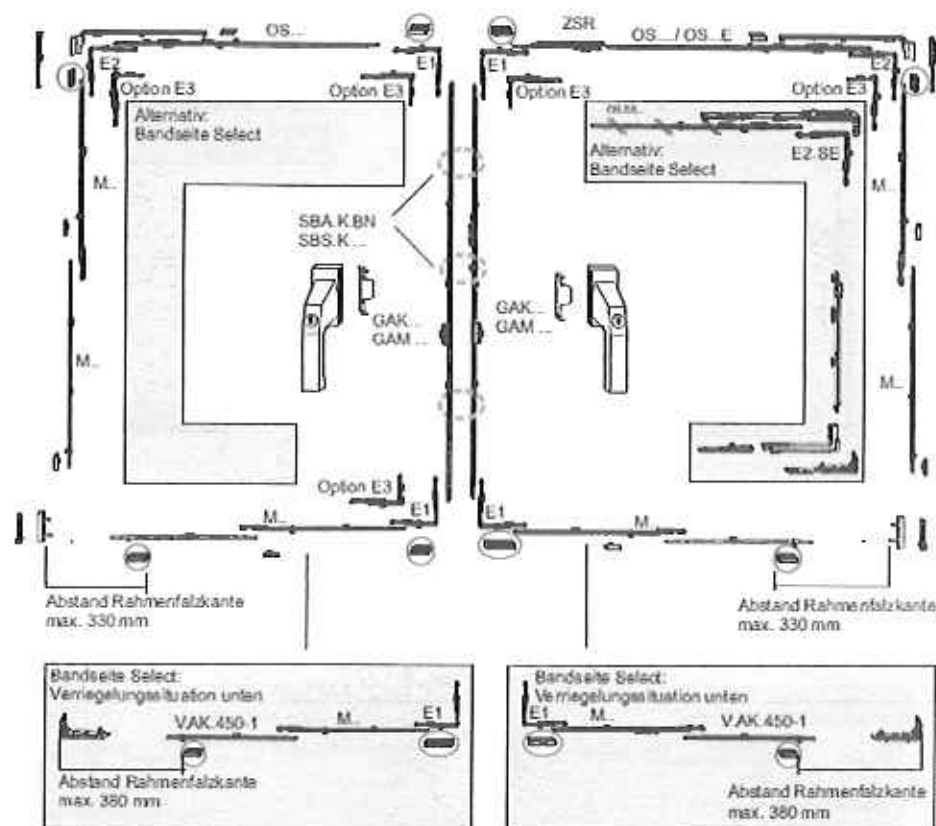 OS...
ZSR
OS.../ OS...E
E2
E1
E1
E2
Option E3
Option E3
Option E3
Option E3
Alternativ:
Bandseite Select
E2.SE
Alternativ:
Bandseite Select
M...
M...
SBA.K.BN
SBS.K...
GAK...
GAM ...
GAK...
GAM ...
M...
M...
Option E3
E1
E1
M...
M...
Abstand Rahmenfalzkante
max. 330 mm
Abstand Rahmenfalzkante
max. 330 mm
Bandseite Select:
Verriegelungssituation unten
E1
M...
V.AK.450-1
Abstand Rahmenfalzkante
max. 380 mm
Bandseite Select:
Verriegelungssituation unten
E1
M...
V.AK.450-1
Abstand Rahmenfalzkante
max. 380 mm